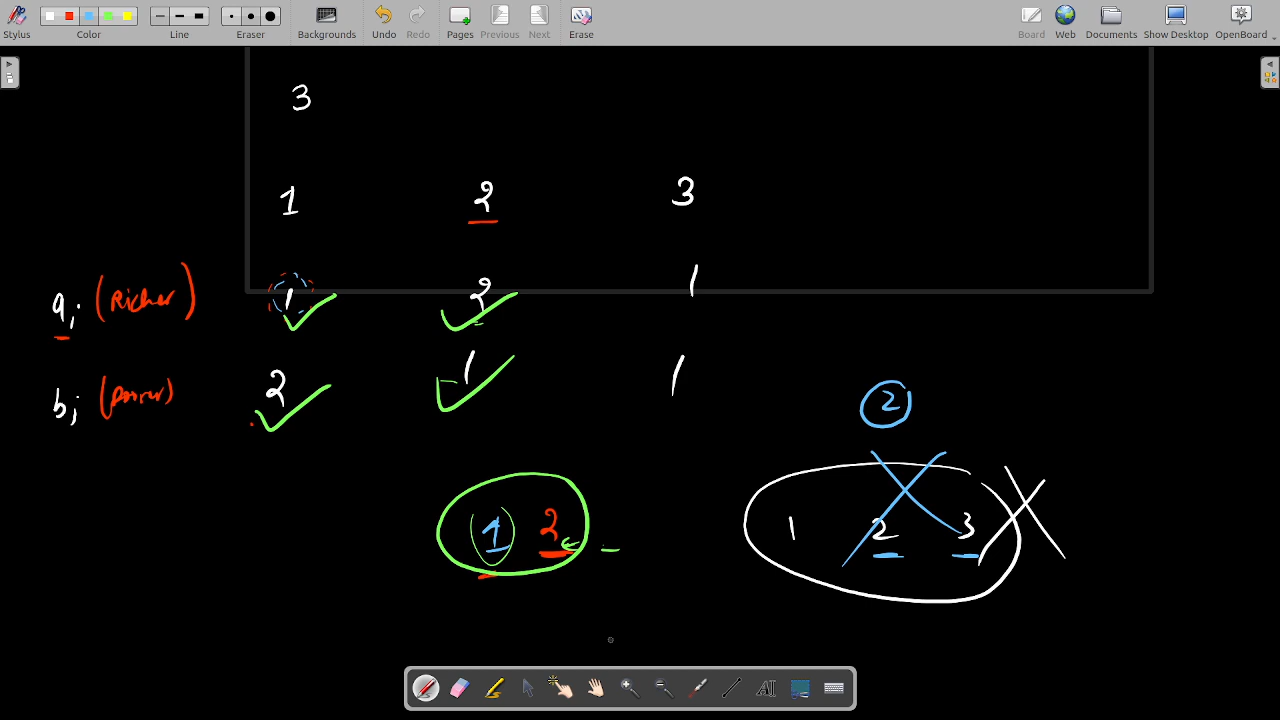 Stylus Color Line Eraser Backgrounds Undo Redo Pages Previous Next Erase Board Web Documents Show Desktop OpenBoard
3
1 2 3
ai (Richer) 1 2 1
bi (poorer) 2 1 1
2
1 2
1 2 3
AI